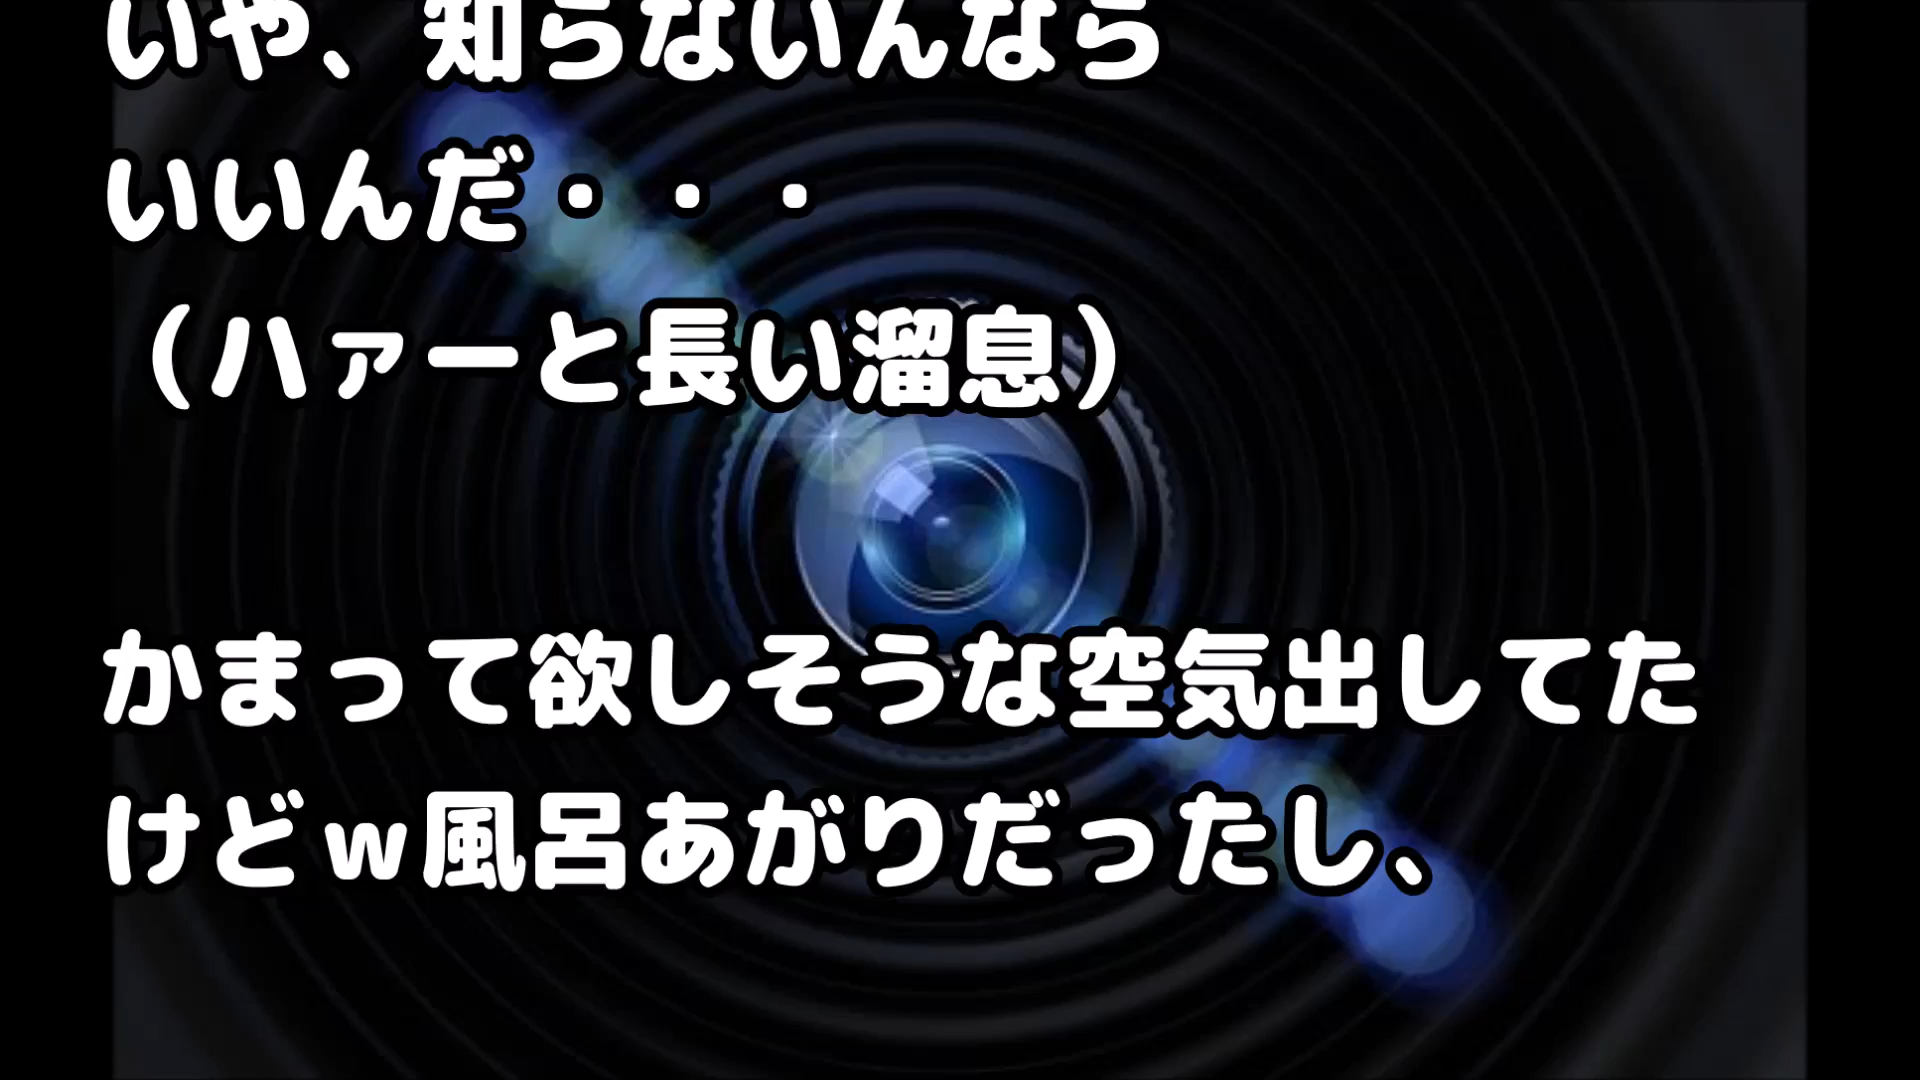 いや、知らないんなら
いいんだ・・・
（ハァーと長い溜息）
かまって欲しそうな空気出してた
けどｗ風呂あがりだったし、